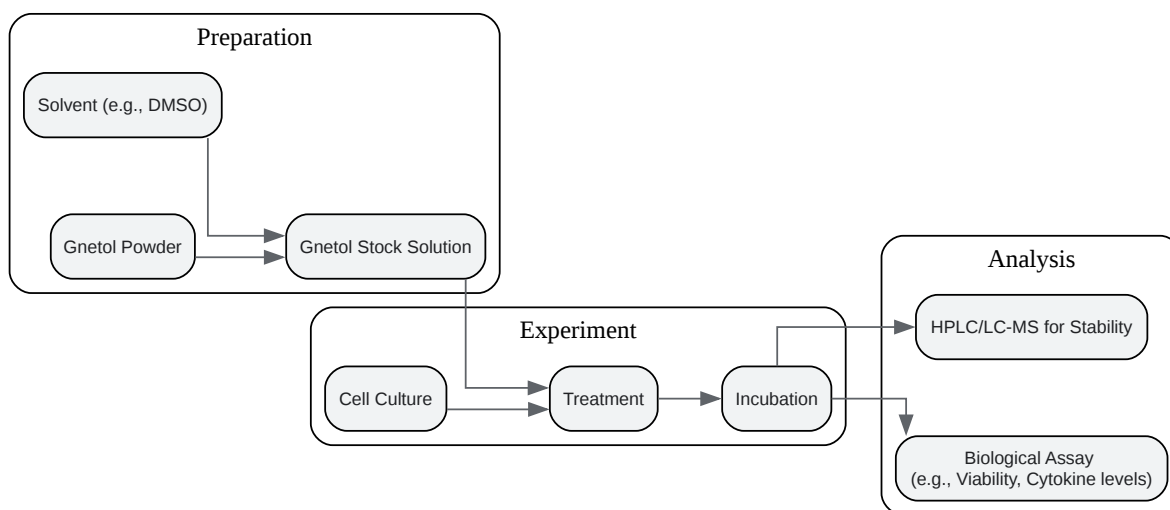 Preparation
Solvent (e.g., DMSO)
Gnetol Powder
Gnetol Stock Solution
Experiment
Cell Culture
Treatment
Incubation
Analysis
HPLC/LC-MS for Stability
Biological Assay
(e.g., Viability, Cytokine levels)